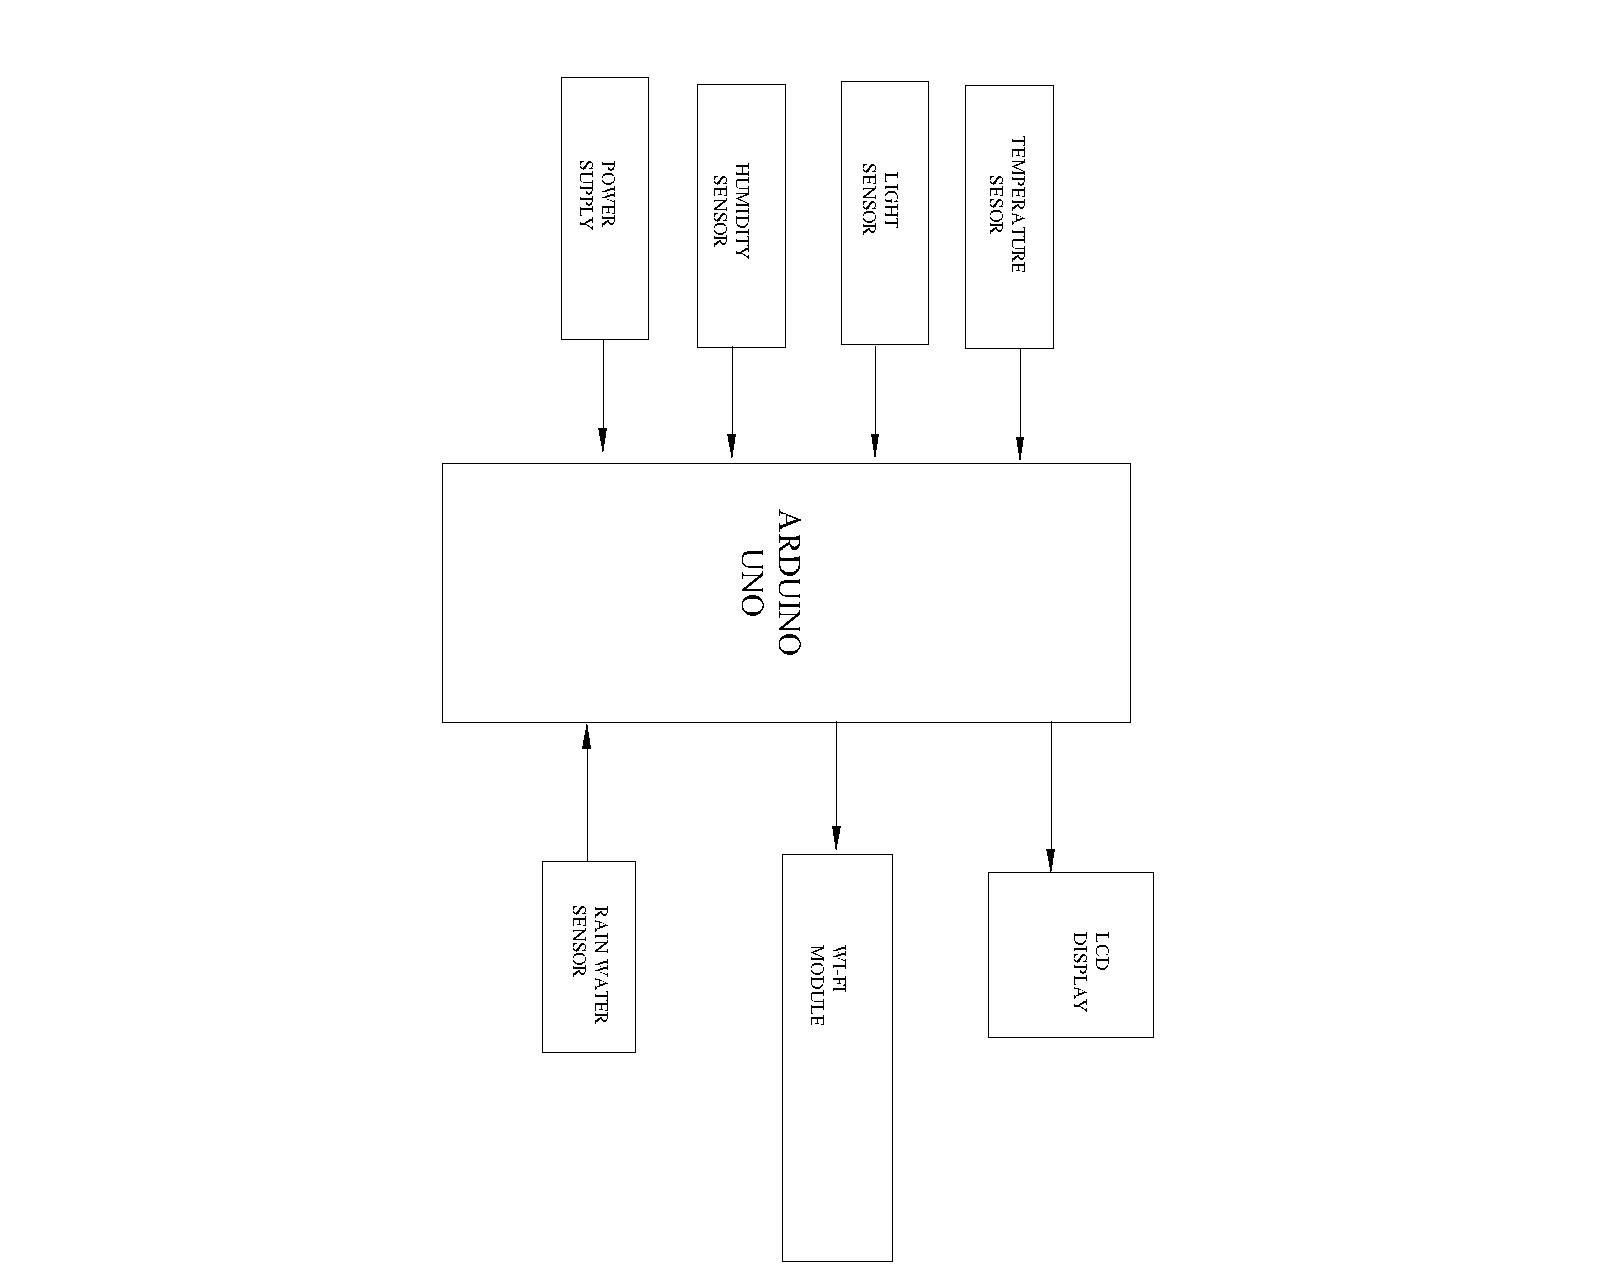 POWER
SUPPLY
HUMIDITY
SENSOR
LIGHT
SENSOR
TEMPERATURE
SESOR
ARDUINO
UNO
RAIN WATER
SENSOR
WI-FI
MODULE
LCD
DISPLAY